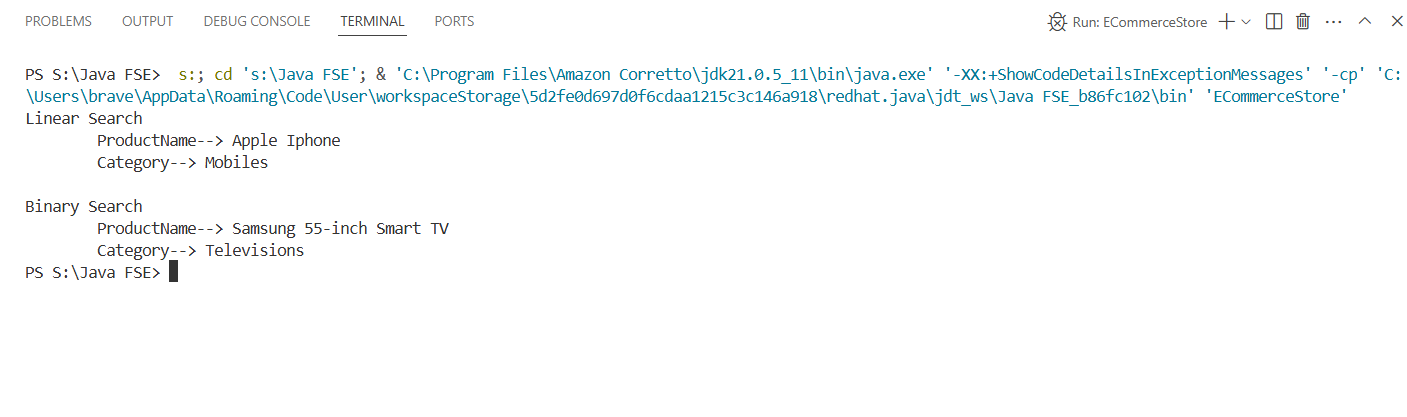 PROBLEMS OUTPUT DEBUG CONSOLE TERMINAL PORTS Run: ECommerceStore
PS S:\Java FSE>  s:; cd 's:\Java FSE'; & 'C:\Program Files\Amazon Corretto\jdk21.0.5_11\bin\java.exe' '-XX:+ShowCodeDetailsInExceptionMessages' '-cp' 'C:
\Users\brave\AppData\Roaming\Code\User\workspaceStorage\5d2fe0d697d0f6cdaa1215c3c146a918\redhat.java\jdt_ws\Java FSE_b86fc102\bin' 'ECommerceStore'
Linear Search
        ProductName--> Apple Iphone
        Category--> Mobiles
Binary Search
        ProductName--> Samsung 55-inch Smart TV
        Category--> Televisions
PS S:\Java FSE>